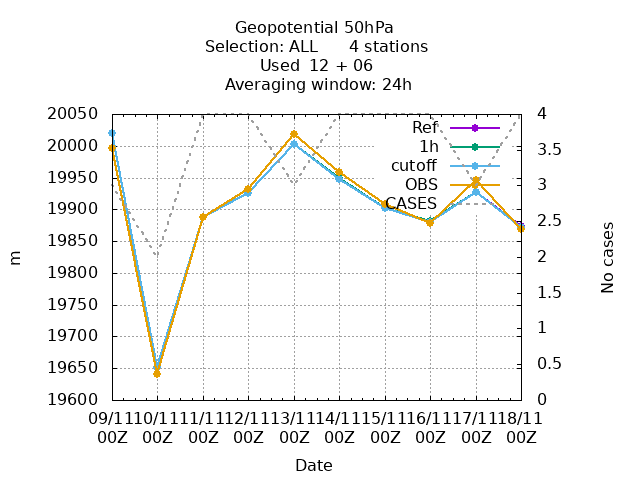 Geopotential 50hPa
Selection: ALL      4 stations
Used  12 + 06
Averaging window: 24h
20050
20000
19950
19900
19850
19800
19750
19700
19650
19600
m
4
3.5
3
2.5
2
1.5
1
0.5
0
No cases
Ref
1h
cutoff
OBS
CASES
09/11 10/11 11/11 12/11 13/11 14/11 15/11 16/11 17/11 18/11
00Z 00Z 00Z 00Z 00Z 00Z 00Z 00Z 00Z 00Z
Date